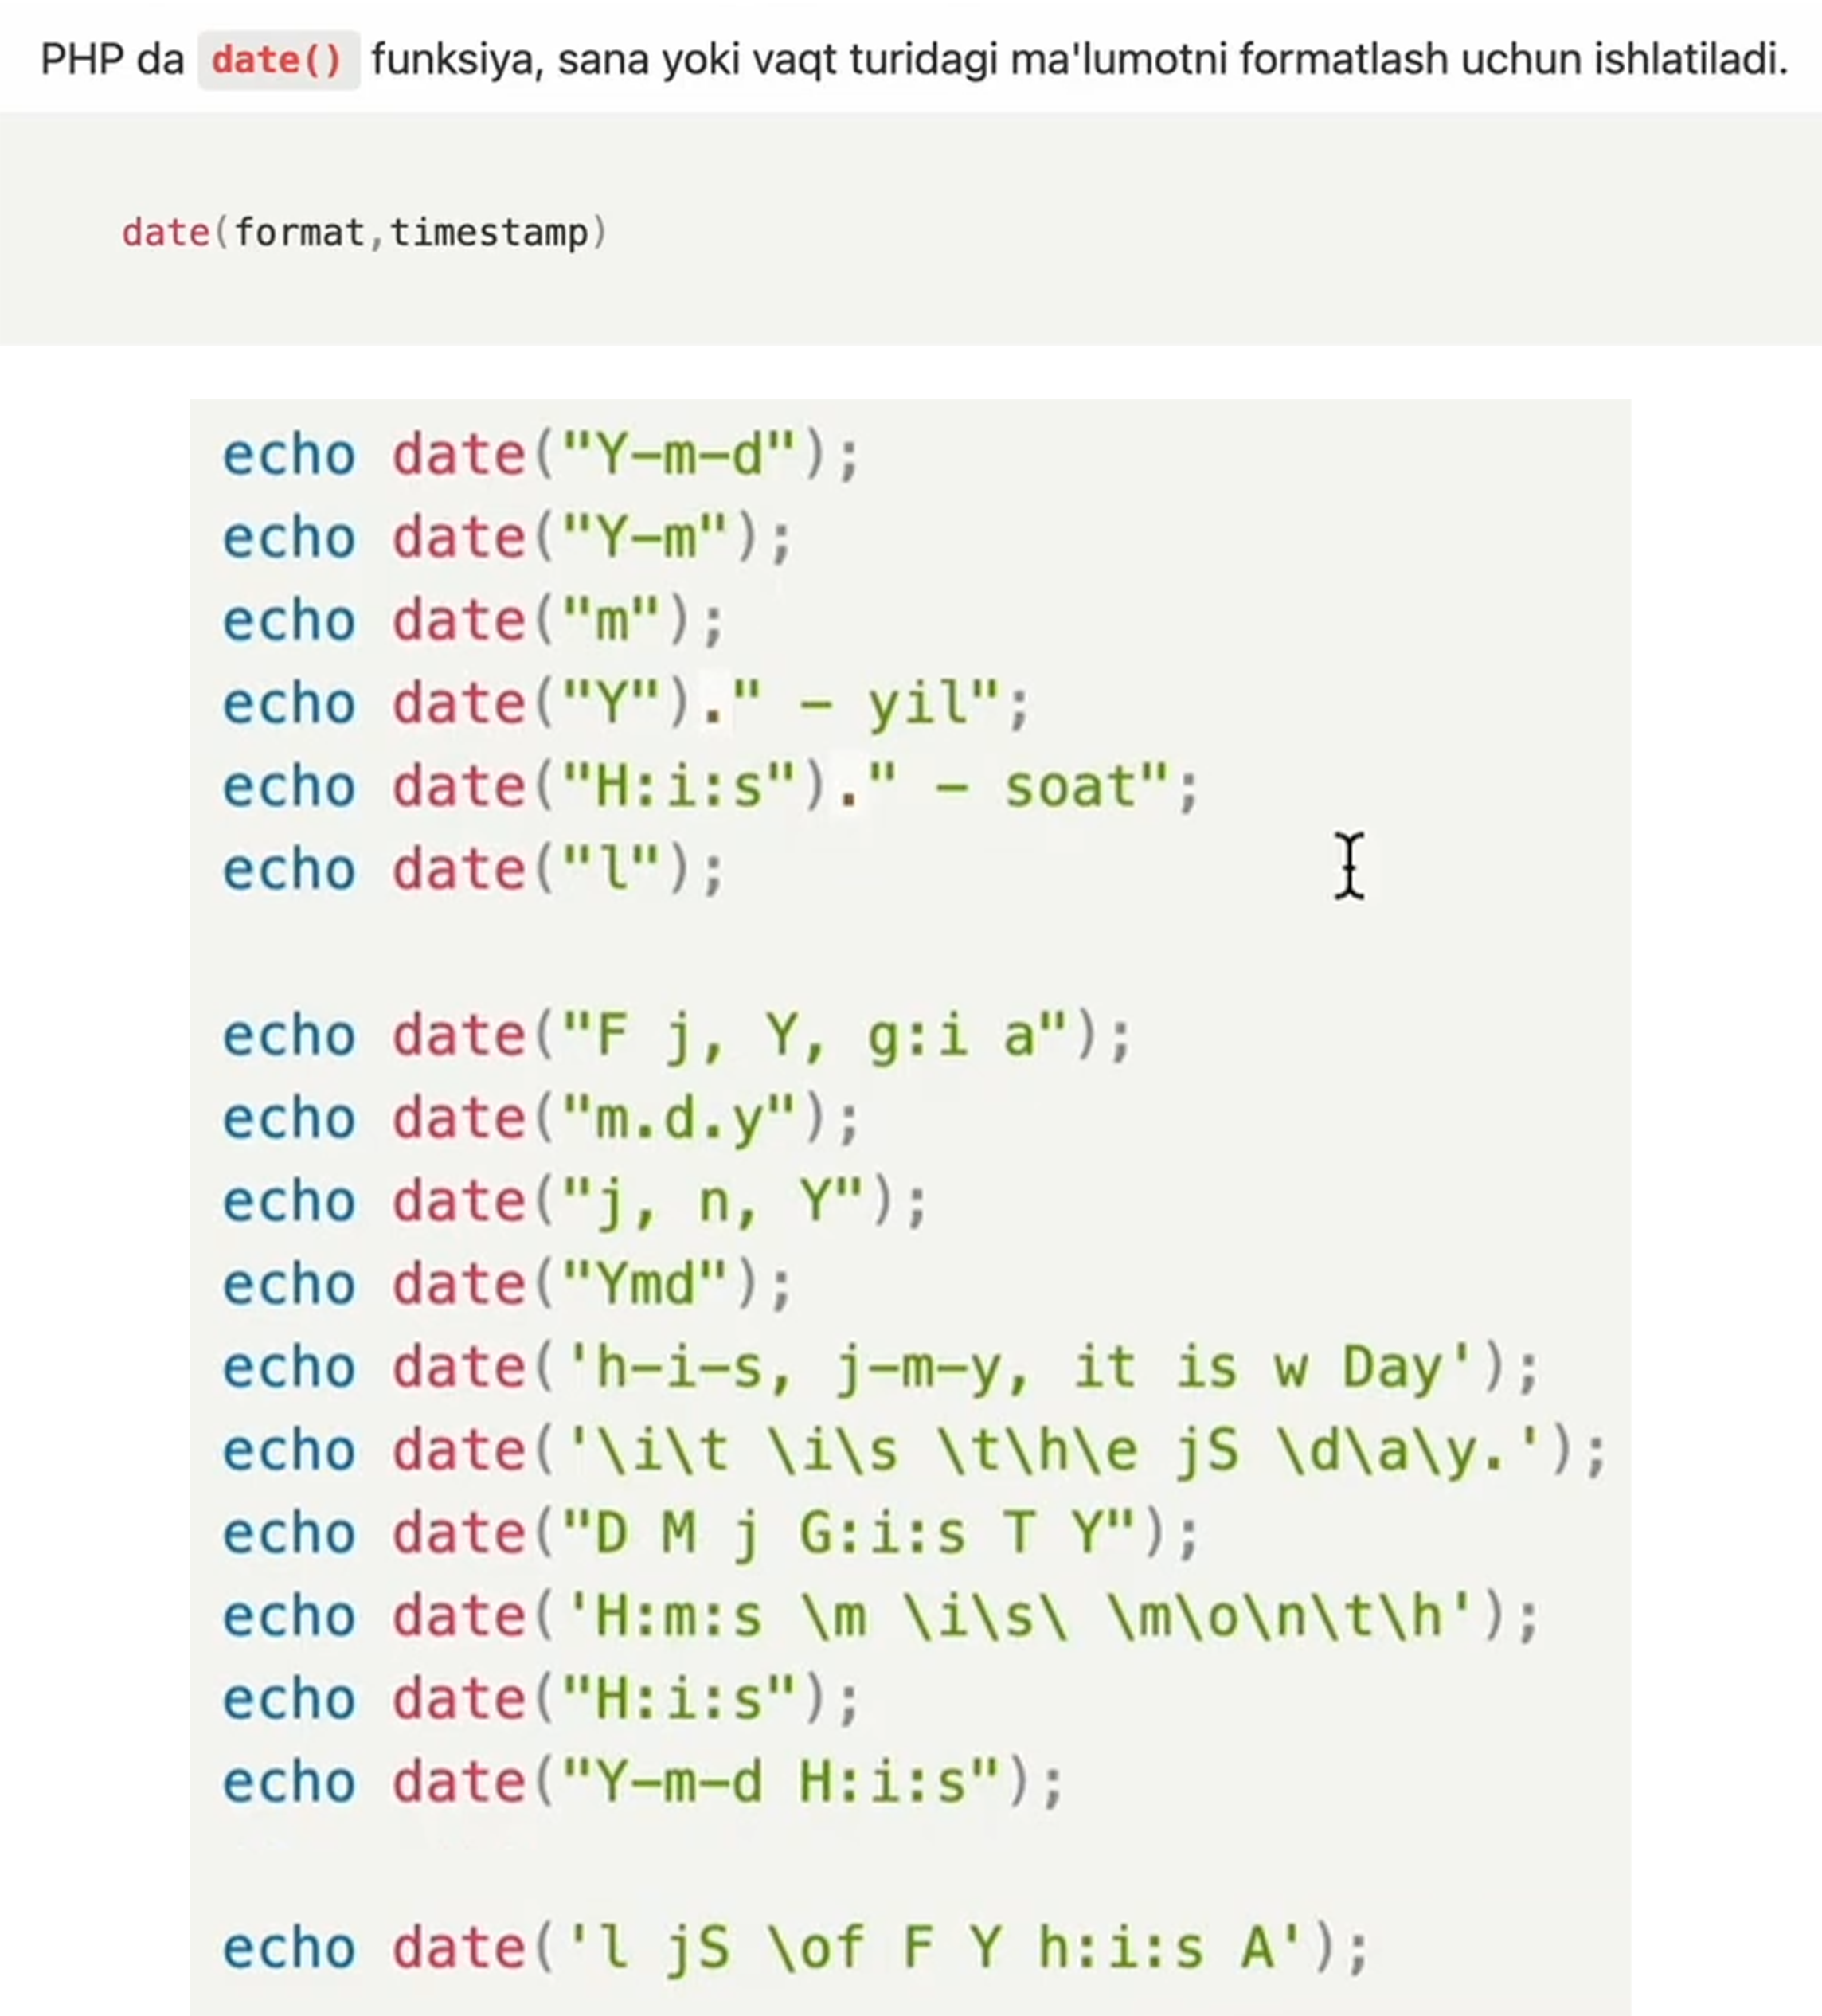 PHP da date() funksiya, sana yoki vaqt turidagi ma'lumotni formatlash uchun ishlatiladi.
date(format,timestamp)
echo date("Y-m-d");
echo date("Y-m");
echo date("m");
echo date("Y")." - yil";
echo date("H:i:s")." - soat";
echo date("l");
echo date("F j, Y, g:i a");
echo date("m.d.y");
echo date("j, n, Y");
echo date("Ymd");
echo date('h-i-s, j-m-y, it is w Day');
echo date('\i\t \i\s \t\h\e jS \d\a\y.');
echo date("D M j G:i:s T Y");
echo date('H:m:s \m \i\s\ \m\o\n\t\h');
echo date("H:i:s");
echo date("Y-m-d H:i:s");
echo date('l jS \of F Y h:i:s A');